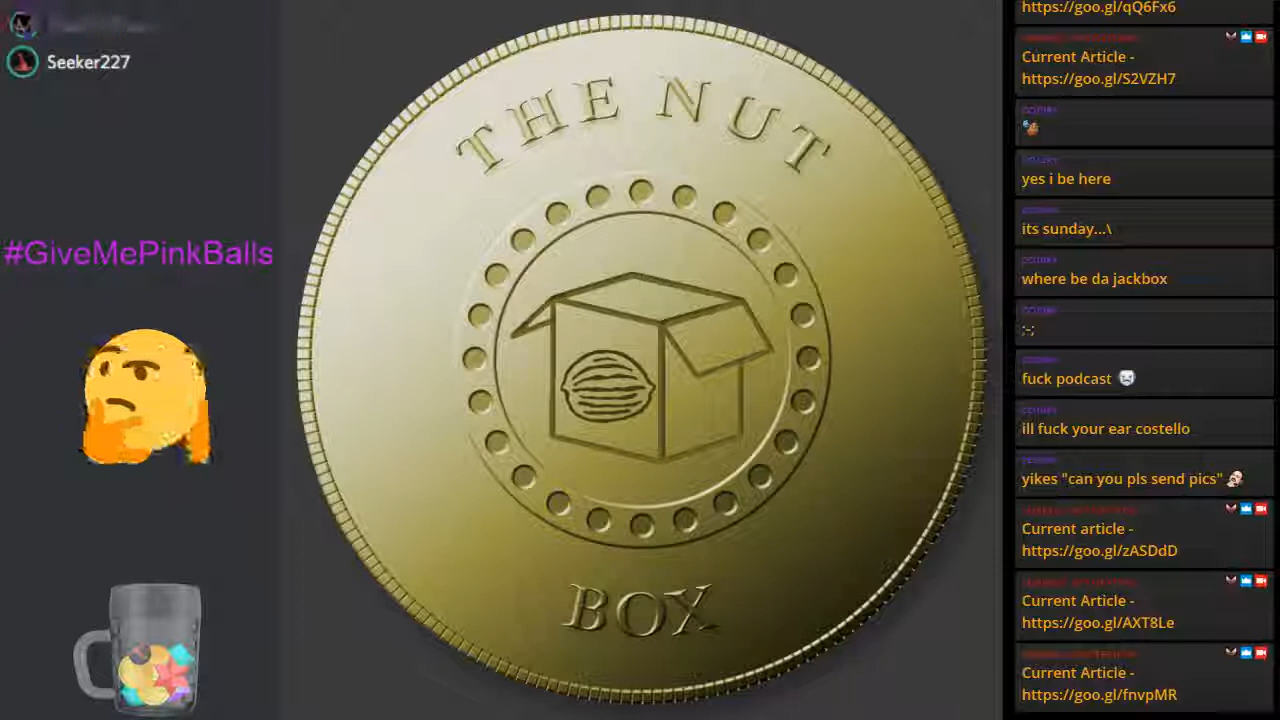 Seeker227
#GiveMePinkBalls
THE NUT
BOX
https://goo.gl/qQ6Fx6
Current Article -
https://goo.gl/S2VZH7
yes i be here
its sunday...\
where be da jackbox
;-;
fuck podcast
ill fuck your ear costello
yikes "can you pls send pics"
Current article -
https://goo.gl/zASDdD
Current Article -
https://goo.gl/AXT8Le
Current Article -
https://goo.gl/fnvpMR